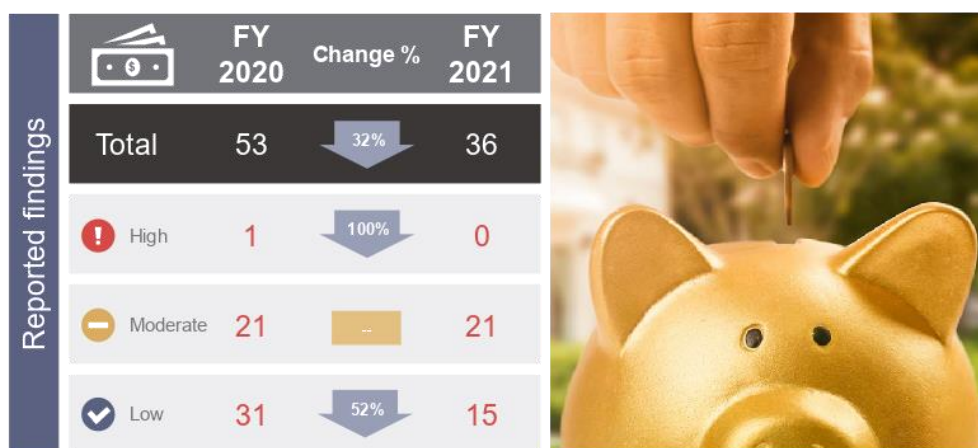 Reported findings
$
FY 2020
Change %
FY 2021
Total 53 32% 36
! High 1 100% 0
Moderate 21 -- 21
Low 31 52% 15